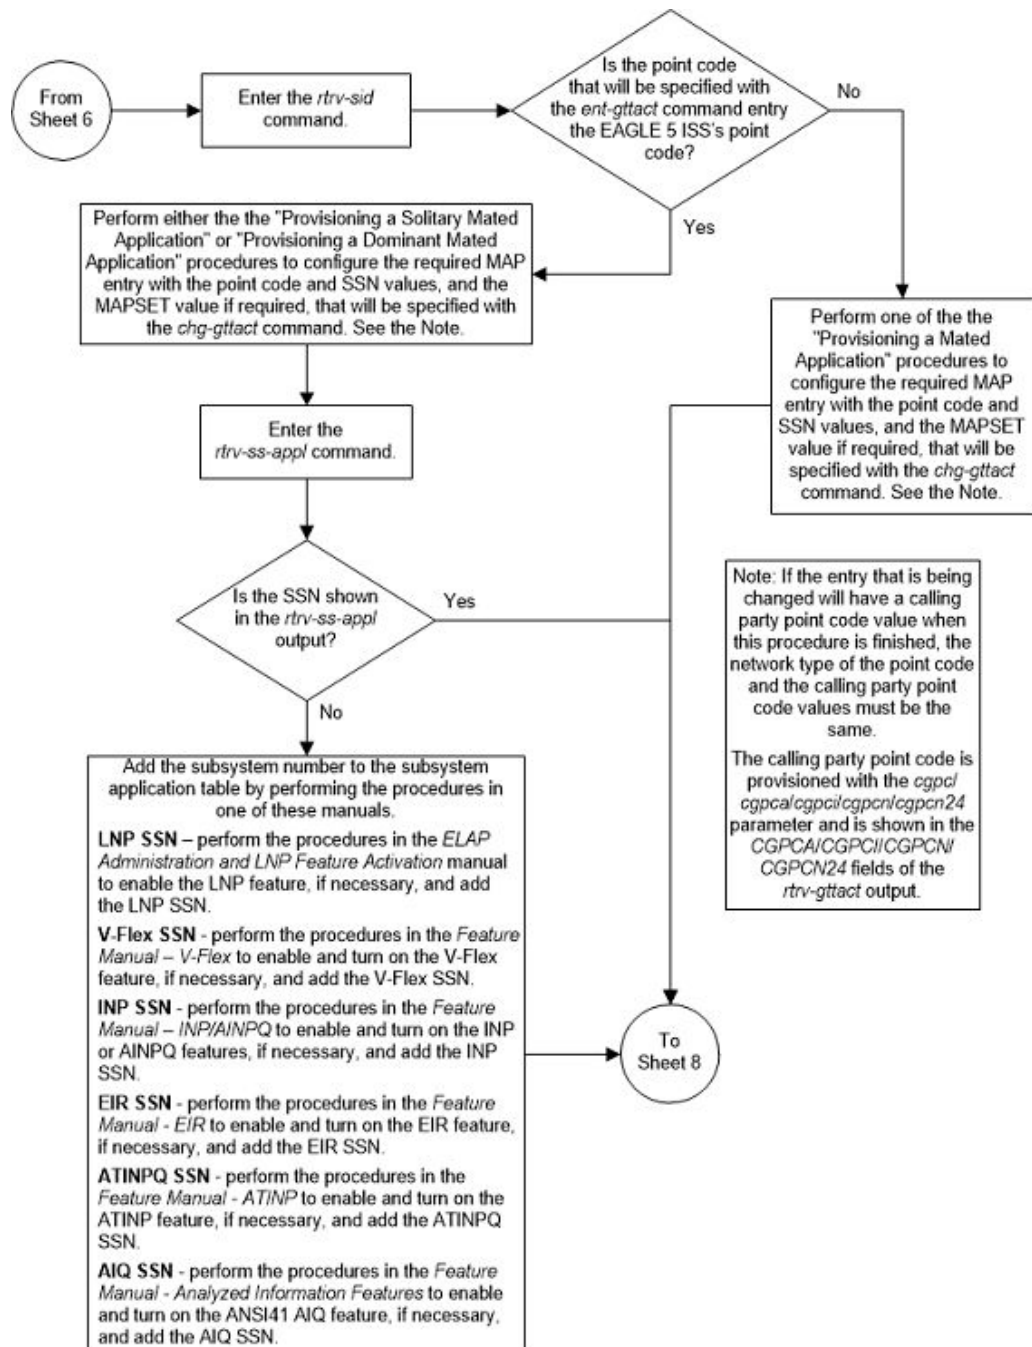 From
Sheet 6
Enter the rtrv-sid
command.
Is the point code
that will be specified with
the ent-gttact command entry
the EAGLE 5 ISS's point
code?
No
Yes
Perform either the the "Provisioning a Solitary Mated
Application" or "Provisioning a Dominant Mated
Application" procedures to configure the required MAP
entry with the point code and SSN values, and the
MAPSET value if required, that will be specified with
the chg-gttact command. See the Note.
Perform one of the the
"Provisioning a Mated
Application" procedures to
configure the required MAP
entry with the point code and
SSN values, and the MAPSET
value if required, that will be
specified with the chg-gttact
command. See the Note.
Enter the
rtrv-ss-appl command.
Is the SSN shown
in the rtrv-ss-appl
output?
Yes
No
Note: If the entry that is being
changed will have a calling
party point code value when
this procedure is finished, the
network type of the point code
and the calling party point
code values must be the
same.
The calling party point code is
provisioned with the cgpc/
cgpca/cgpci/cgpcn/cgpcn24
parameter and is shown in the
CGPCA/CGPCI/CGPCN/
CGPCN24 fields of the
rtrv-gttact output.
Add the subsystem number to the subsystem
application table by performing the procedures in
one of these manuals.
LNP SSN – perform the procedures in the ELAP
Administration and LNP Feature Activation manual
to enable the LNP feature, if necessary, and add
the LNP SSN.
V-Flex SSN - perform the procedures in the Feature
Manual – V-Flex to enable and turn on the V-Flex
feature, if necessary, and add the V-Flex SSN.
INP SSN - perform the procedures in the Feature
Manual – INP/AINPQ to enable and turn on the INP
or AINPQ features, if necessary, and add the INP
SSN.
EIR SSN - perform the procedures in the Feature
Manual - EIR to enable and turn on the EIR feature,
if necessary, and add the EIR SSN.
ATINPQ SSN - perform the procedures in the
Feature Manual - ATINP to enable and turn on the
ATINP feature, if necessary, and add the ATINPQ
SSN.
AIQ SSN - perform the procedures in the Feature
Manual - Analyzed Information Features to enable
and turn on the ANSI41 AIQ feature, if necessary,
and add the AIQ SSN.
To
Sheet 8